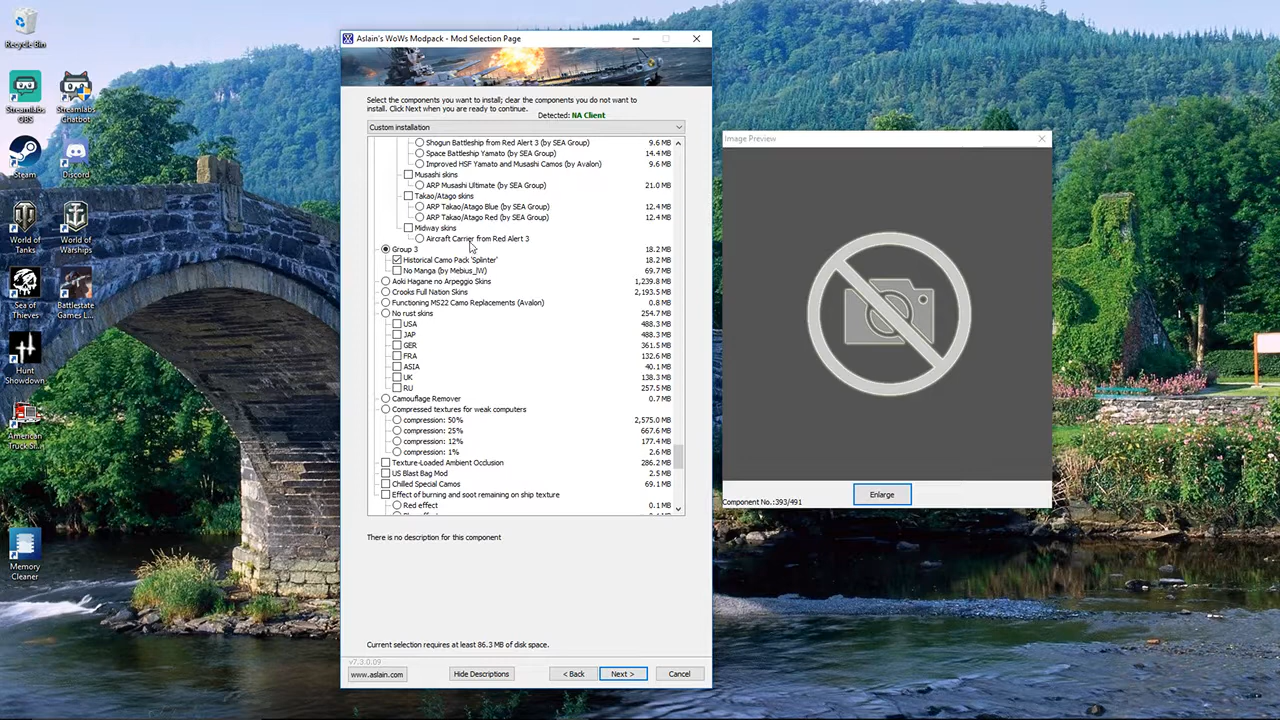 Recycle Bin
Streamlabs
OBS
Streamlabs
Chatbot
Steam
Discord
World of
Tanks
World of
Warships
Sea of
Thieves
Battlestate
Games L...
Hunt
Showdown
American
Truck Si...
Memory
Cleaner
Aslain's WoWs Modpack - Mod Selection Page
Select the components you want to install; clear the components you do not want to
install. Click Next when you are ready to continue.
Detected: NA Client
Custom installation
Shogun Battleship from Red Alert 3 (by SEA Group) 9.6 MB
Space Battleship Yamato (by SEA Group) 14.4 MB
Improved HSF Yamato and Musashi Camos (by Avalon) 9.6 MB
Musashi skins
ARP Musashi Ultimate (by SEA Group) 21.0 MB
Takao/Atago skins
ARP Takao/Atago Blue (by SEA Group) 12.4 MB
ARP Takao/Atago Red (by SEA Group) 12.4 MB
Midway skins
Aircraft Carrier from Red Alert 3
Group 3 18.2 MB
Historical Camo Pack 'Splinter' 18.2 MB
No Manga (by Mebius_lW) 69.7 MB
Aoki Hagane no Arpeggio Skins 1,239.8 MB
Crooks Full Nation Skins 2,193.5 MB
Functioning MS22 Camo Replacements (Avalon) 0.8 MB
No rust skins 254.7 MB
USA 488.3 MB
JAP 488.3 MB
GER 361.5 MB
FRA 132.6 MB
ASIA 40.1 MB
UK 138.3 MB
RU 257.5 MB
Camouflage Remover 0.7 MB
Compressed textures for weak computers
compression: 50% 2,575.0 MB
compression: 25% 667.6 MB
compression: 12% 177.4 MB
compression: 1% 2.6 MB
Texture-Loaded Ambient Occlusion 286.2 MB
US Blast Bag Mod 2.5 MB
Chilled Special Camos 69.1 MB
Effect of burning and soot remaining on ship texture
Red effect 0.1 MB
There is no description for this component
Current selection requires at least 86.3 MB of disk space.
v7.3.0.09
www.aslain.com
Hide Descriptions
< Back
Next >
Cancel
Image Preview
Component No.:393/491
Enlarge